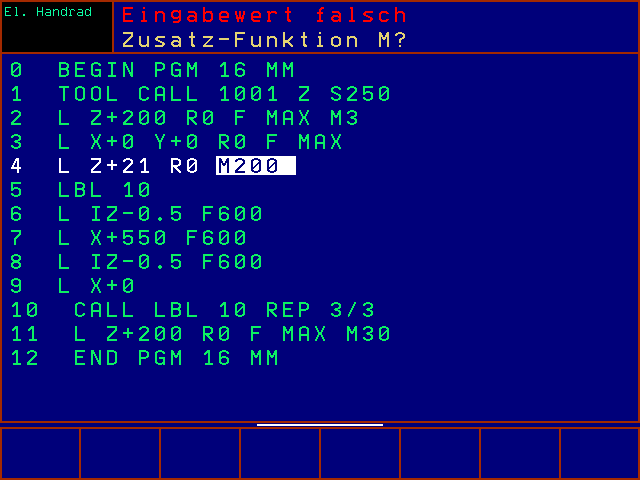 El. Handrad
Eingabewert falsch
Zusatz-Funktion M?
0 BEGIN PGM 16 MM
1 TOOL CALL 1001 Z S250
2 L Z+200 R0 F MAX M3
3 L X+0 Y+0 R0 F MAX
4 L Z+21 R0 M200
5 LBL 10
6 L IZ-0.5 F600
7 L X+550 F600
8 L IZ-0.5 F600
9 L X+0
10 CALL LBL 10 REP 3/3
11 L Z+200 R0 F MAX M30
12 END PGM 16 MM